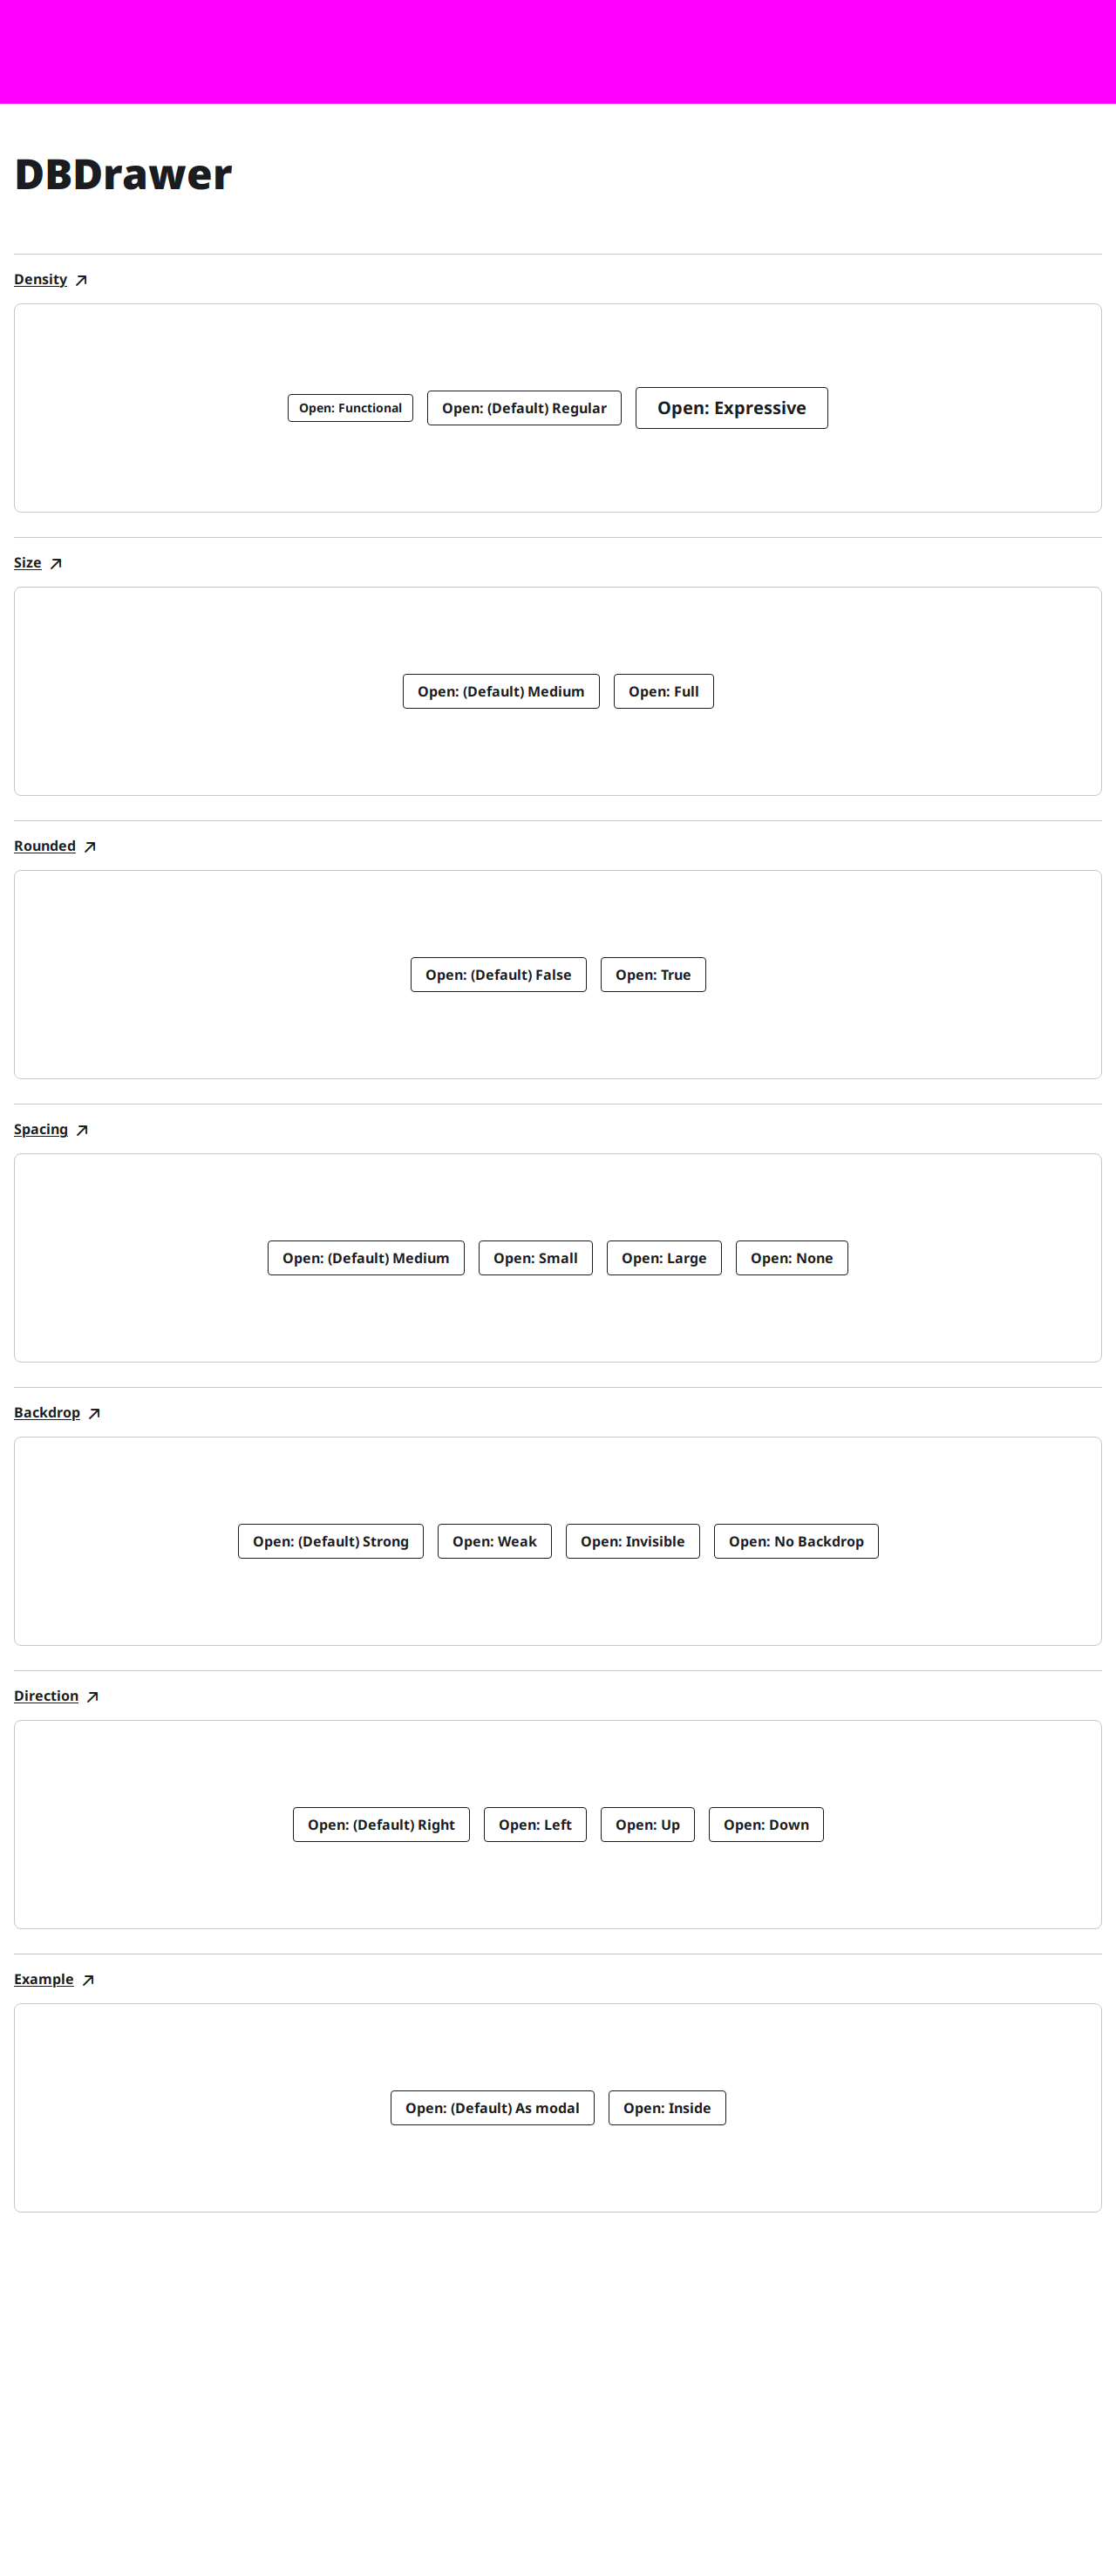 DBDrawer
Density
Open: Functional
Open: (Default) Regular
Open: Expressive
Size
Open: (Default) Medium
Open: Full
Rounded
Open: (Default) False
Open: True
Spacing
Open: (Default) Medium
Open: Small
Open: Large
Open: None
Backdrop
Open: (Default) Strong
Open: Weak
Open: Invisible
Open: No Backdrop
Direction
Open: (Default) Right
Open: Left
Open: Up
Open: Down
Example
Open: (Default) As modal
Open: Inside